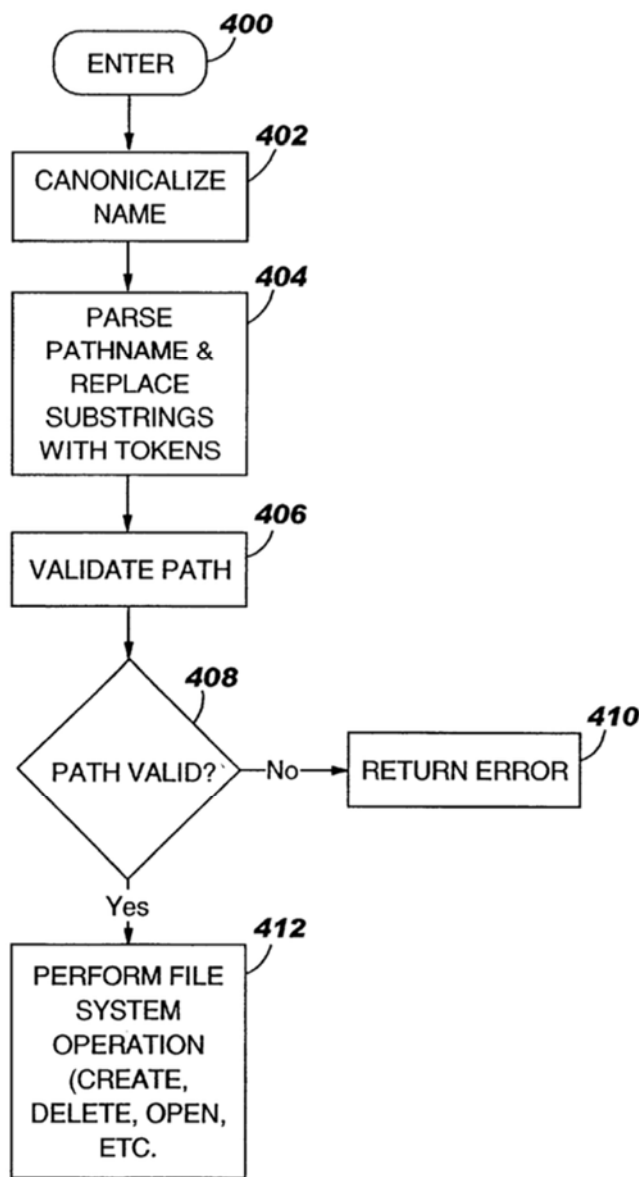 400
ENTER
402
CANONICALIZE
NAME
404
PARSE
PATHNAME &
REPLACE
SUBSTRINGS
WITH TOKENS
406
VALIDATE PATH
408
PATH VALID?
No
410
RETURN ERROR
Yes
412
PERFORM FILE
SYSTEM
OPERATION
(CREATE,
DELETE, OPEN,
ETC.